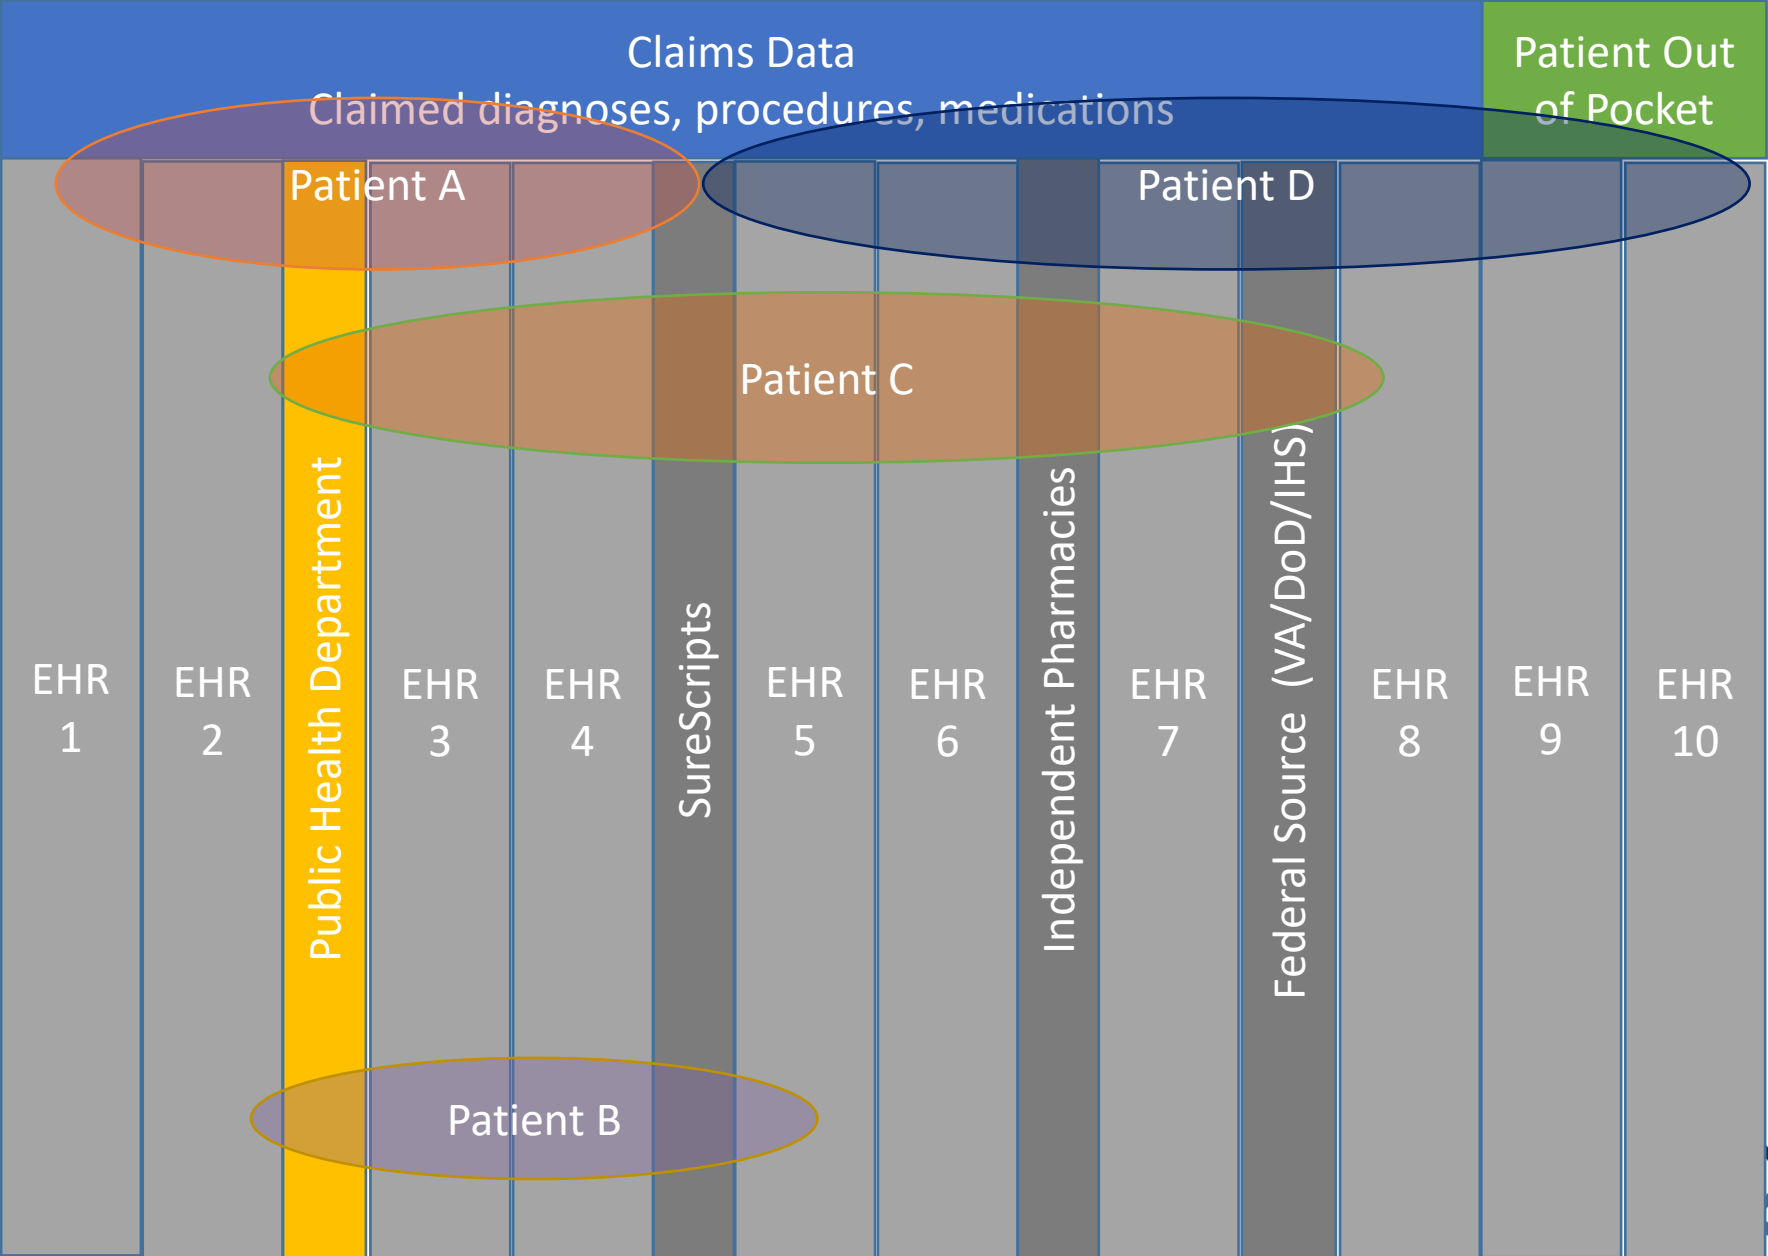 Claims Data
Claimed diagnoses, procedures, medications
Patient Out
of Pocket
Patient A
Patient D
Patient C
EHR
1
EHR
2
Public Health Department
EHR
3
EHR
4
SureScripts
EHR
5
EHR
6
Independent Pharmacies
EHR
7
Federal Source (VA/DoD/IHS)
EHR
8
EHR
9
EHR
10
Patient B